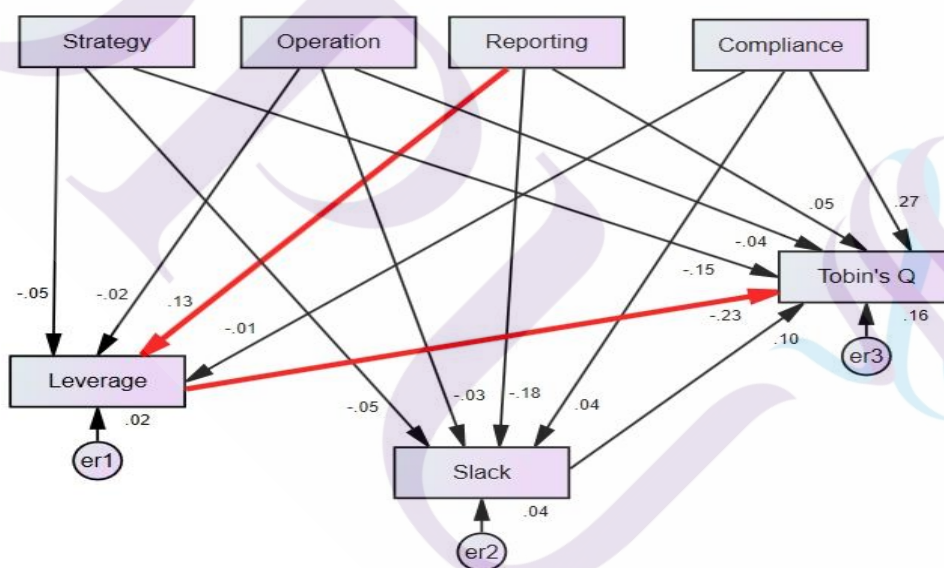 Strategy
Operation
Reporting
Compliance
.05
.27
-.04
-.15
Tobin's Q
-.05
-.02
.13
-.01
-.23
.16
.10
er3
Leverage
.02
-.05
-.03
-.18
.04
er1
Slack
.04
er2